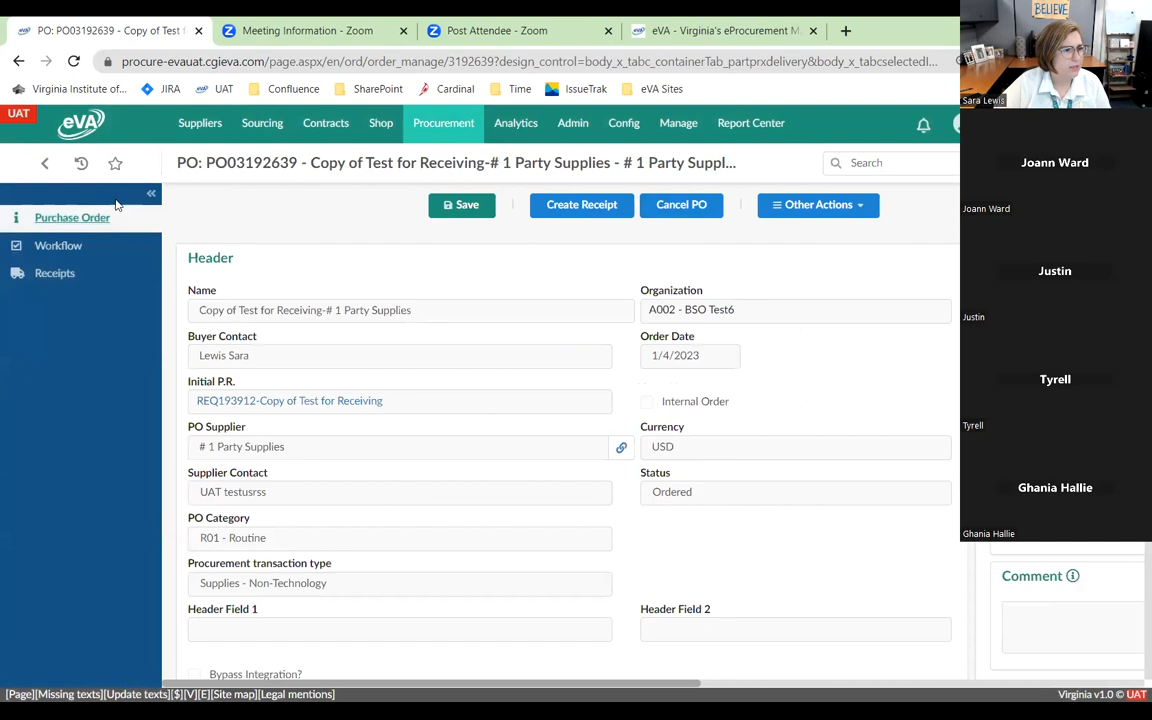 PO: PO03192639 - Copy of Test f
Meeting Information - Zoom
Post Attendee - Zoom
eVA - Virginia's eProcurement M
procure-evauat.cgieva.com/page.aspx/en/ord/order_manage/3192639?design_control=body_x_tabc_containerTab_partprxdelivery&body_x_tabcselectedI...
Virginia Institute of...
JIRA
UAT
Confluence
SharePoint
Cardinal
Time
IssueTrak
eVA Sites
BELIEVE
Sara Lewis
UAT
eVA
Suppliers
Sourcing
Contracts
Shop
Procurement
Analytics
Admin
Config
Manage
Report Center
PO: PO03192639 - Copy of Test for Receiving-# 1 Party Supplies - # 1 Party Suppl...
Search
Purchase Order
Workflow
Receipts
Save
Create Receipt
Cancel PO
Other Actions
Header
Name
Copy of Test for Receiving-# 1 Party Supplies
Organization
A002 - BSO Test6
Buyer Contact
Lewis Sara
Order Date
1/4/2023
Initial P.R.
REQ193912-Copy of Test for Receiving
Internal Order
PO Supplier
# 1 Party Supplies
Currency
USD
Supplier Contact
UAT testusrss
Status
Ordered
PO Category
R01 - Routine
Procurement transaction type
Supplies - Non-Technology
Header Field 1
Header Field 2
Bypass Integration?
Joann Ward
Joann Ward
Justin
Justin
Tyrell
Tyrell
Ghania Hallie
Ghania Hallie
Comment
[Page][Missing texts][Update texts][$][V][E][Site map][Legal mentions]
Virginia v1.0 UAT